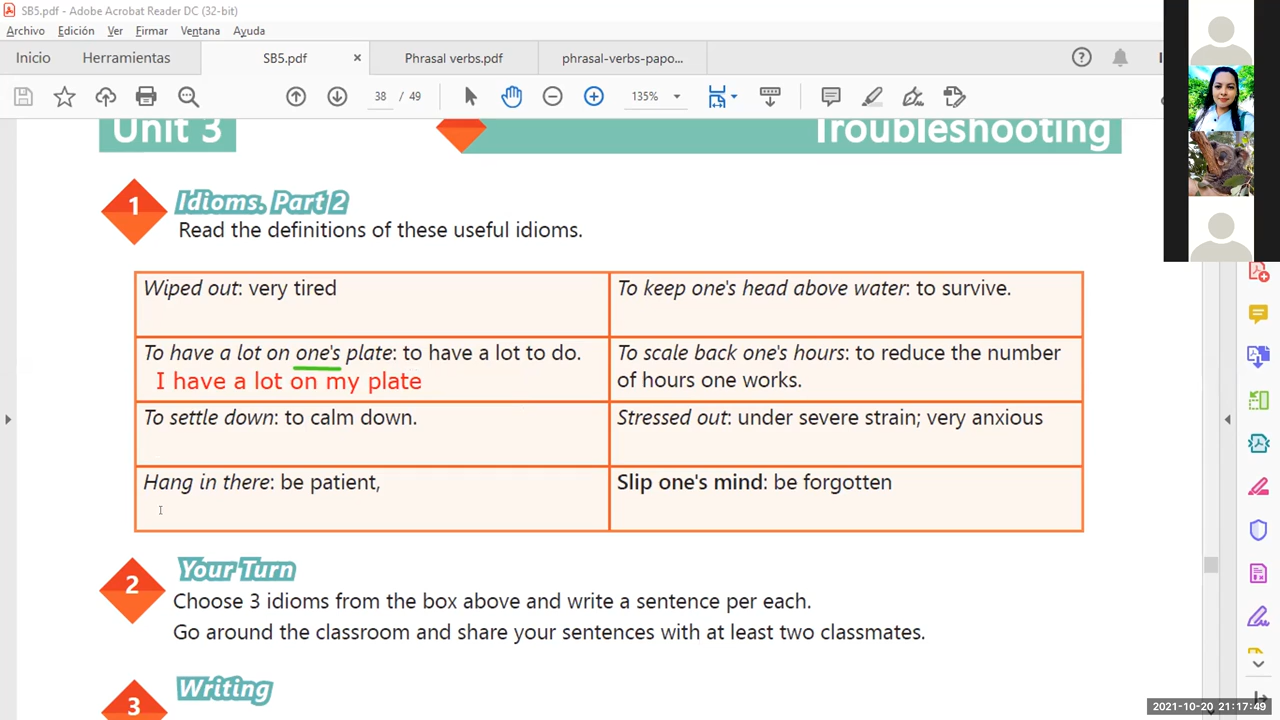 SB5.pdf - Adobe Acrobat Reader DC (32-bit)
Archivo Edición Ver Firmar Ventana Ayuda
Inicio Herramientas SB5.pdf × Phrasal verbs.pdf phrasal-verbs-papo...
38 / 49 135%
Unit 3 Troubleshooting
1 Idioms. Part 2
Read the definitions of these useful idioms.
Wiped out: very tired
To keep one's head above water: to survive.
To have a lot on one's plate: to have a lot to do.
I have a lot on my plate
To scale back one's hours: to reduce the number
of hours one works.
To settle down: to calm down.
Stressed out: under severe strain; very anxious
Hang in there: be patient,
Slip one's mind: be forgotten
2 Your Turn
Choose 3 idioms from the box above and write a sentence per each.
Go around the classroom and share your sentences with at least two classmates.
3 Writing
2021-10-20 21:17:49